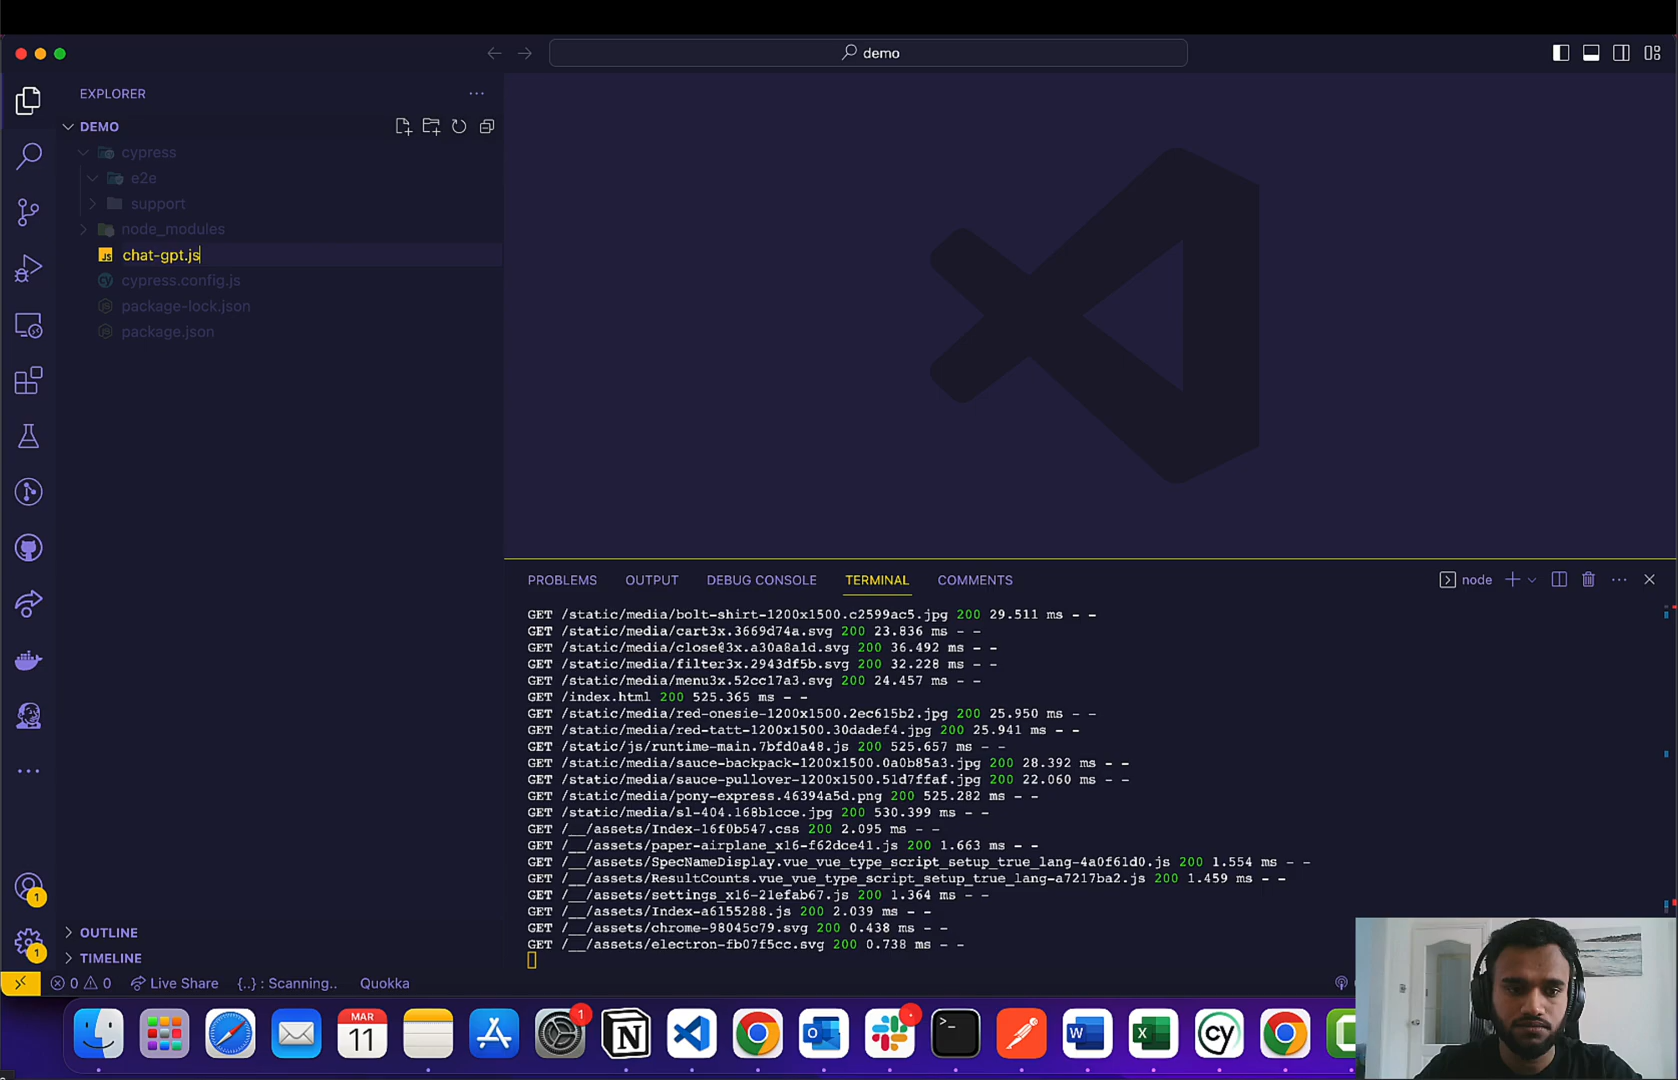 demo
EXPLORER
DEMO
cypress
e2e
support
node_modules
chat-gpt.js
cypress.config.js
package-lock.json
package.json
OUTLINE
TIMELINE
PROBLEMS OUTPUT DEBUG CONSOLE TERMINAL COMMENTS
node
GET /static/media/bolt-shirt-1200x1500.c2599ac5.jpg 200 29.511 ms - -
GET /static/media/cart3x.3669d74a.svg 200 23.836 ms - -
GET /static/media/close@3x.a30a8a1d.svg 200 36.492 ms - -
GET /static/media/filter3x.2943df5b.svg 200 32.228 ms - -
GET /static/media/menu3x.52cc17a3.svg 200 24.457 ms - -
GET /index.html 200 525.365 ms - -
GET /static/media/red-onesie-1200x1500.2ec615b2.jpg 200 25.950 ms - -
GET /static/media/red-tatt-1200x1500.30dadef4.jpg 200 25.941 ms - -
GET /static/js/runtime-main.7bfd0a48.js 200 525.657 ms - -
GET /static/media/sauce-backpack-1200x1500.0a0b85a3.jpg 200 28.392 ms - -
GET /static/media/sauce-pullover-1200x1500.51d7ffaf.jpg 200 22.060 ms - -
GET /static/media/pony-express.46394a5d.png 200 525.282 ms - -
GET /static/media/sl-404.168b1cce.jpg 200 530.399 ms - -
GET /__/assets/Index-16f0b547.css 200 2.095 ms - -
GET /__/assets/paper-airplane_x16-f62dce41.js 200 1.663 ms - -
GET /__/assets/SpecNameDisplay.vue_vue_type_script_setup_true_lang-4a0f61d0.js 200 1.554 ms - -
GET /__/assets/ResultCounts.vue_vue_type_script_setup_true_lang-a7217ba2.js 200 1.459 ms - -
GET /__/assets/settings_x16-21efab67.js 200 1.364 ms - -
GET /__/assets/Index-a6155288.js 200 2.039 ms - -
GET /__/assets/chrome-98045c79.svg 200 0.438 ms - -
GET /__/assets/electron-fb07f5cc.svg 200 0.738 ms - -
1
1
0 0 Live Share {..} : Scanning.. Quokka
MAR
11
1
N
O
>_
W
X
cy